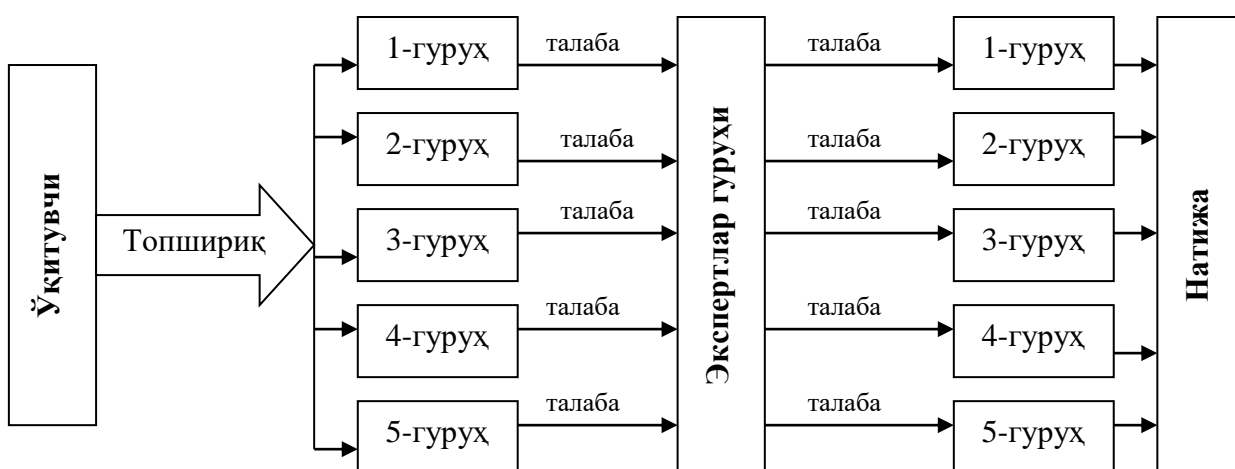 1-гуруҳ талаба талаба 1-гуруҳ
2-гуруҳ талаба талаба 2-гуруҳ
Ўқитувчи Топшириқ 3-гуруҳ талаба Экспертлар гуруҳи талаба 3-гуруҳ Натижа
4-гуруҳ талаба талаба 4-гуруҳ
5-гуруҳ талаба талаба 5-гуруҳ